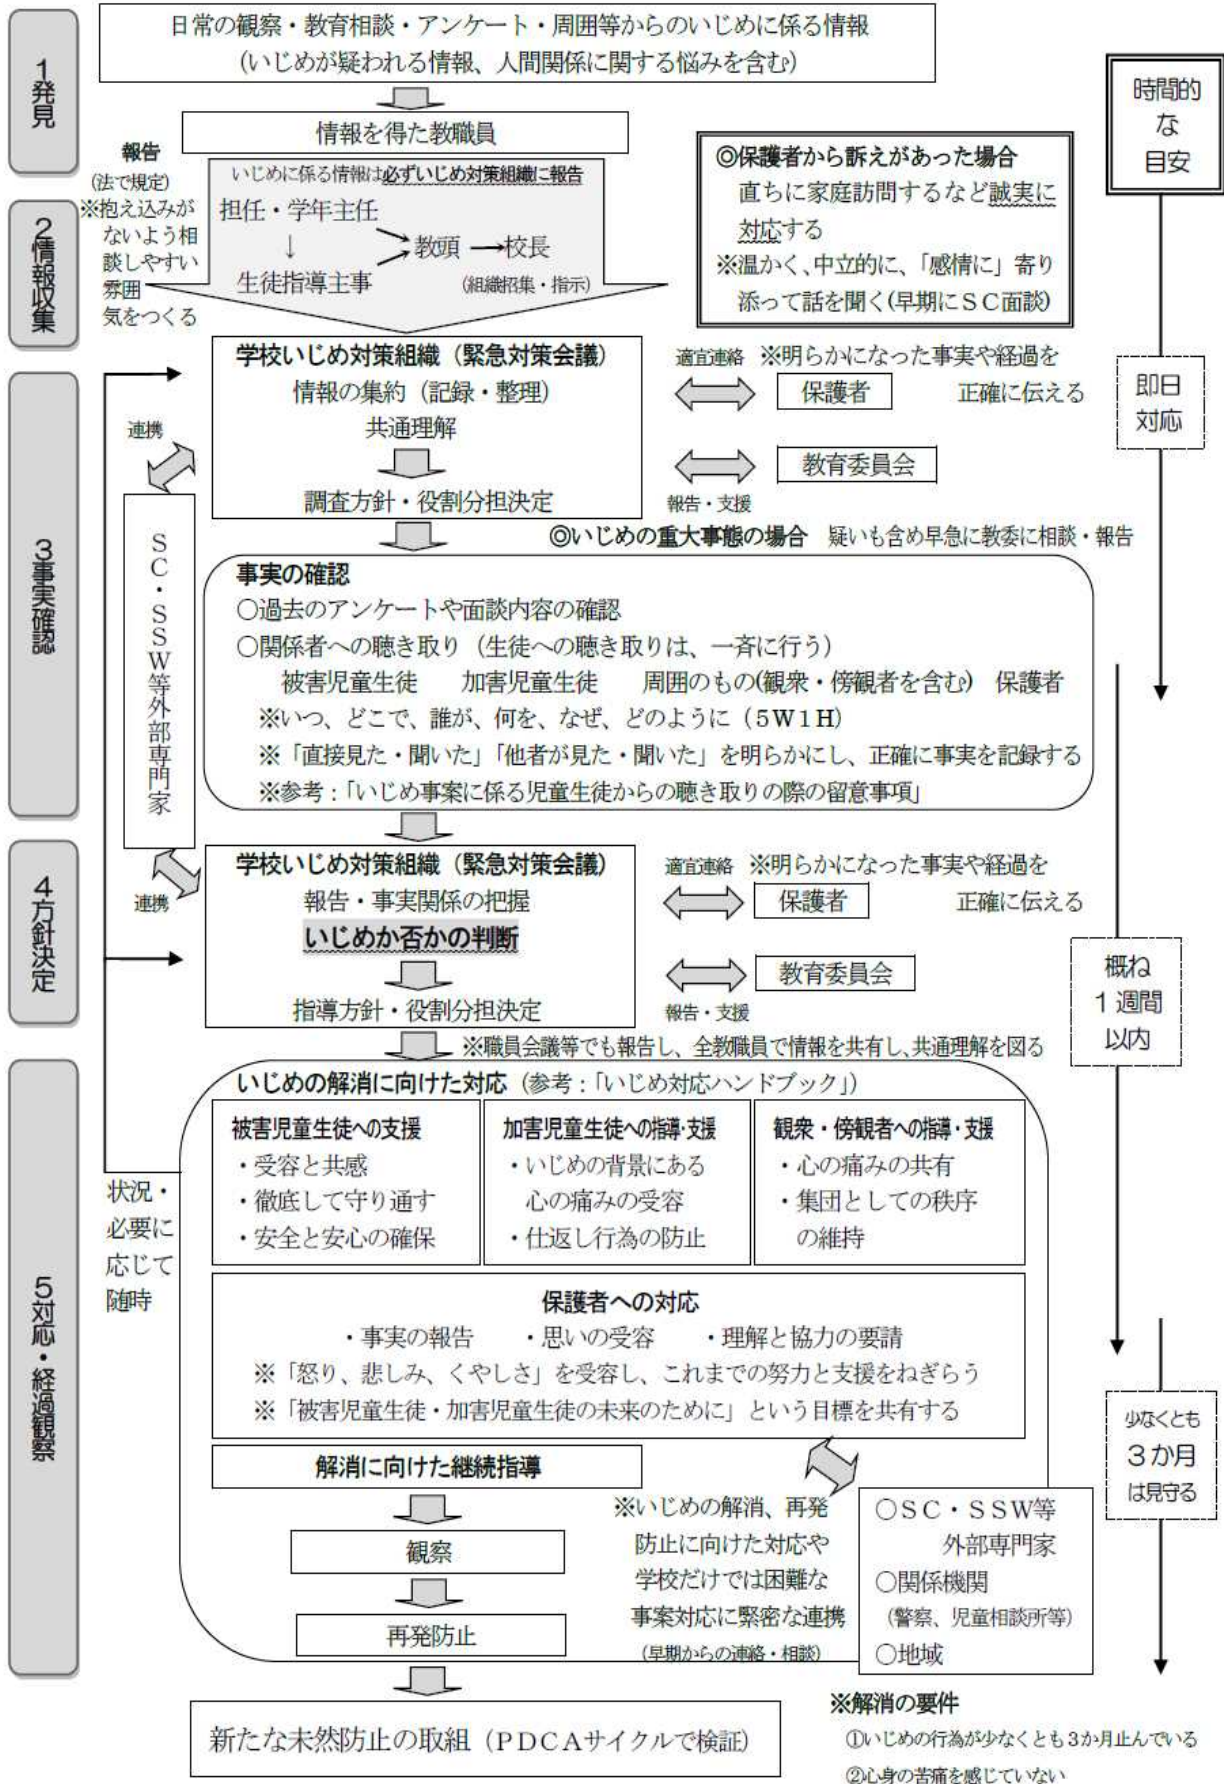 1発見
日常の観察・教育相談・アンケート・周囲等からのいじめに係る情報
(いじめが疑われる情報、人間関係に関する悩みを含む)
情報を得た教職員
時間的
な
目安
報告
(法で規定)
※抱え込みが
ないよう相
談しやすい
雰囲
気をつくる
いじめに係る情報は必ずいじめ対策組織に報告
担任・学年主任
↓
生徒指導主事
教頭
校長
(組織招集・指示)
◎保護者から訴えがあった場合
直ちに家庭訪問するなど誠実に
対応する
※温かく、中立的に、「感情に」寄り
添って話を聞く(早期にSC面談)
2情報収集
3事実確認
学校いじめ対策組織（緊急対策会議）
情報の集約（記録・整理）
共通理解
調査方針・役割分担決定
適宜連絡 ※明らかになった事実や経過を
保護者 正確に伝える
教育委員会
報告・支援
即日
対応
連携
SC・SSW等外部専門家
◎いじめの重大事態の場合 疑いも含め早急に教委に相談・報告
事実の確認
○過去のアンケートや面談内容の確認
○関係者への聴き取り（生徒への聴き取りは、一斉に行う）
被害児童生徒 加害児童生徒 周囲のもの(観衆・傍観者を含む) 保護者
※いつ、どこで、誰が、何を、なぜ、どのように（5W1H）
※「直接見た・聞いた」「他者が見た・聞いた」を明らかにし、正確に事実を記録する
※参考：「いじめ事案に係る児童生徒からの聴き取りの際の留意事項」
4方針決定
連携
学校いじめ対策組織（緊急対策会議）
報告・事実関係の把握
いじめか否かの判断
指導方針・役割分担決定
適宜連絡 ※明らかになった事実や経過を
保護者 正確に伝える
教育委員会
報告・支援
概ね
1週間
以内
※職員会議等でも報告し、全教職員で情報を共有し、共通理解を図る
5対応・経過観察
状況・
必要に
応じて
随時
いじめの解消に向けた対応（参考：「いじめ対応ハンドブック」）
被害児童生徒への支援
・受容と共感
・徹底して守り通す
・安全と安心の確保
加害児童生徒への指導・支援
・いじめの背景にある
心の痛みの受容
・仕返し行為の防止
観衆・傍観者への指導・支援
・心の痛みの共有
・集団としての秩序
の維持
保護者への対応
・事実の報告 ・思いの受容 ・理解と協力の要請
※「怒り、悲しみ、くやしさ」を受容し、これまでの努力と支援をねぎらう
※「被害児童生徒・加害児童生徒の未来のために」という目標を共有する
少なくとも
3か月
は見守る
解消に向けた継続指導
観察
再発防止
※いじめの解消、再発
防止に向けた対応や
学校だけでは困難な
事案対応に緊密な連携
(早期からの連絡・相談)
○SC・SSW等
外部専門家
○関係機関
(警察、児童相談所等)
○地域
新たな未然防止の取組（PDCAサイクルで検証）
※解消の要件
①いじめの行為が少なくとも3か月止んでいる
②心身の苦痛を感じていない